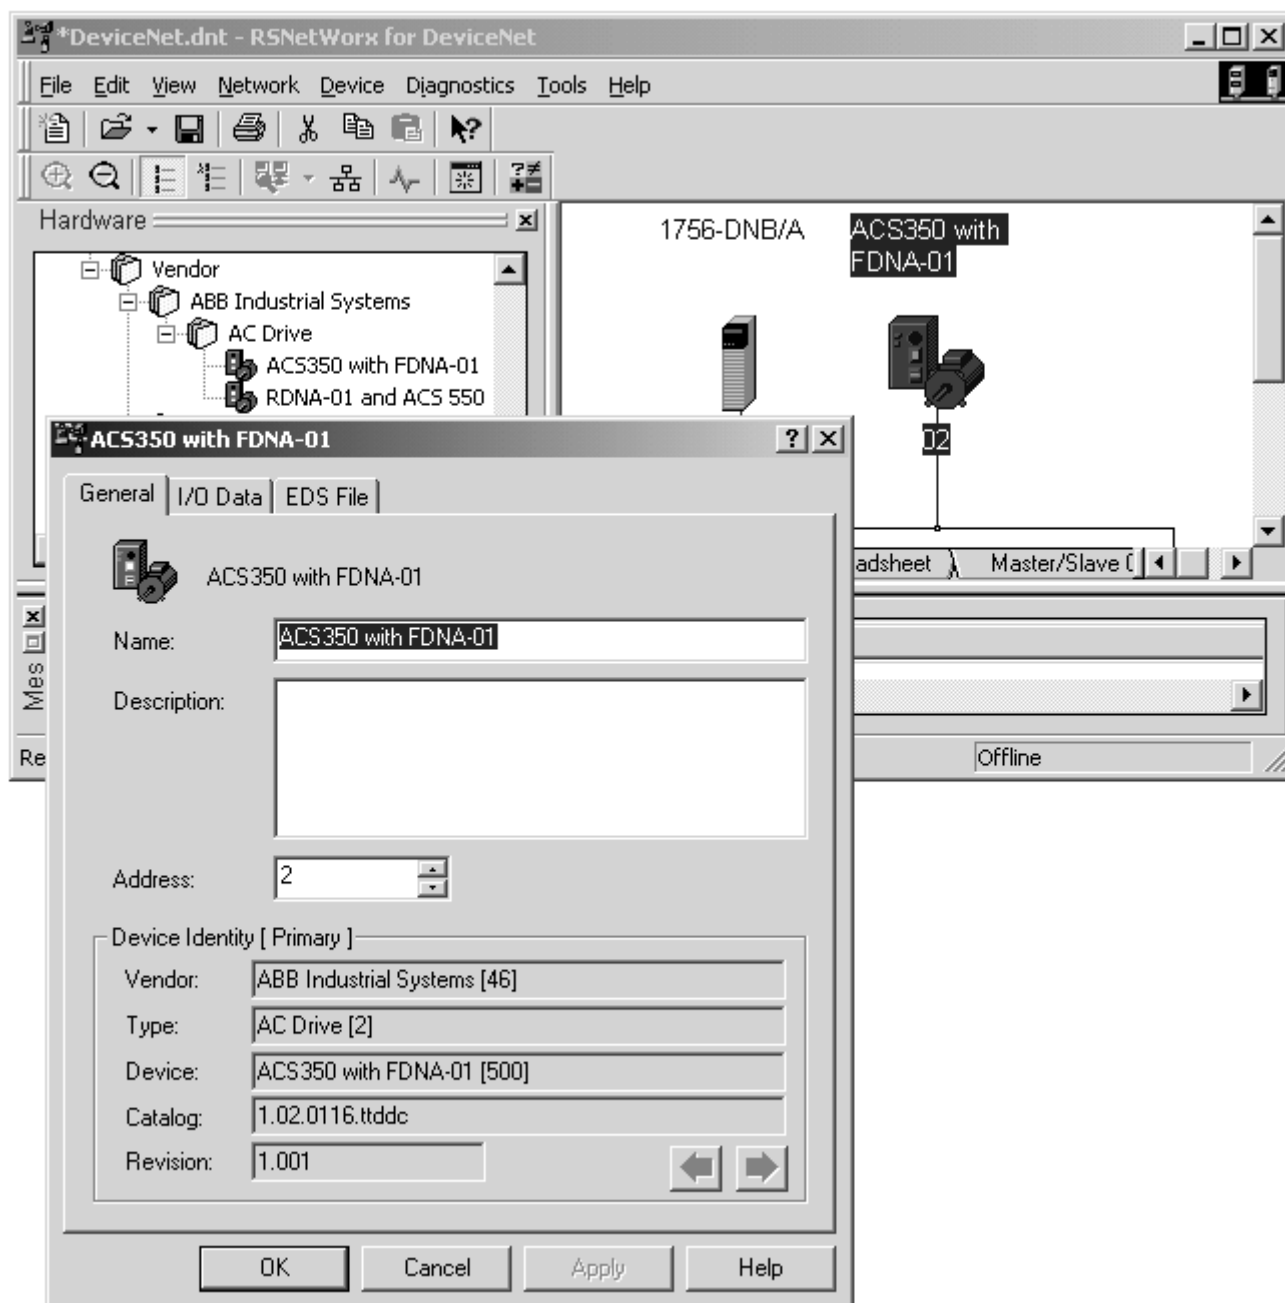 *DeviceNet.dnt - RSNetWorx for DeviceNet
File Edit View Network Device Diagnostics Tools Help
Hardware
Vendor
ABB Industrial Systems
AC Drive
ACS350 with FDNA-01
RDNA-01 and ACS 550
1756-DNB/A
ACS350 with
FDNA-01
02
adsheet
Master/Slave
Mes
Re
Offline
ACS350 with FDNA-01
General I/O Data EDS File
ACS350 with FDNA-01
Name: ACS350 with FDNA-01
Description:
Address: 2
Device Identity [ Primary ]
Vendor: ABB Industrial Systems [46]
Type: AC Drive [2]
Device: ACS350 with FDNA-01 [500]
Catalog: 1.02.0116.ttddc
Revision: 1.001
OK Cancel Apply Help